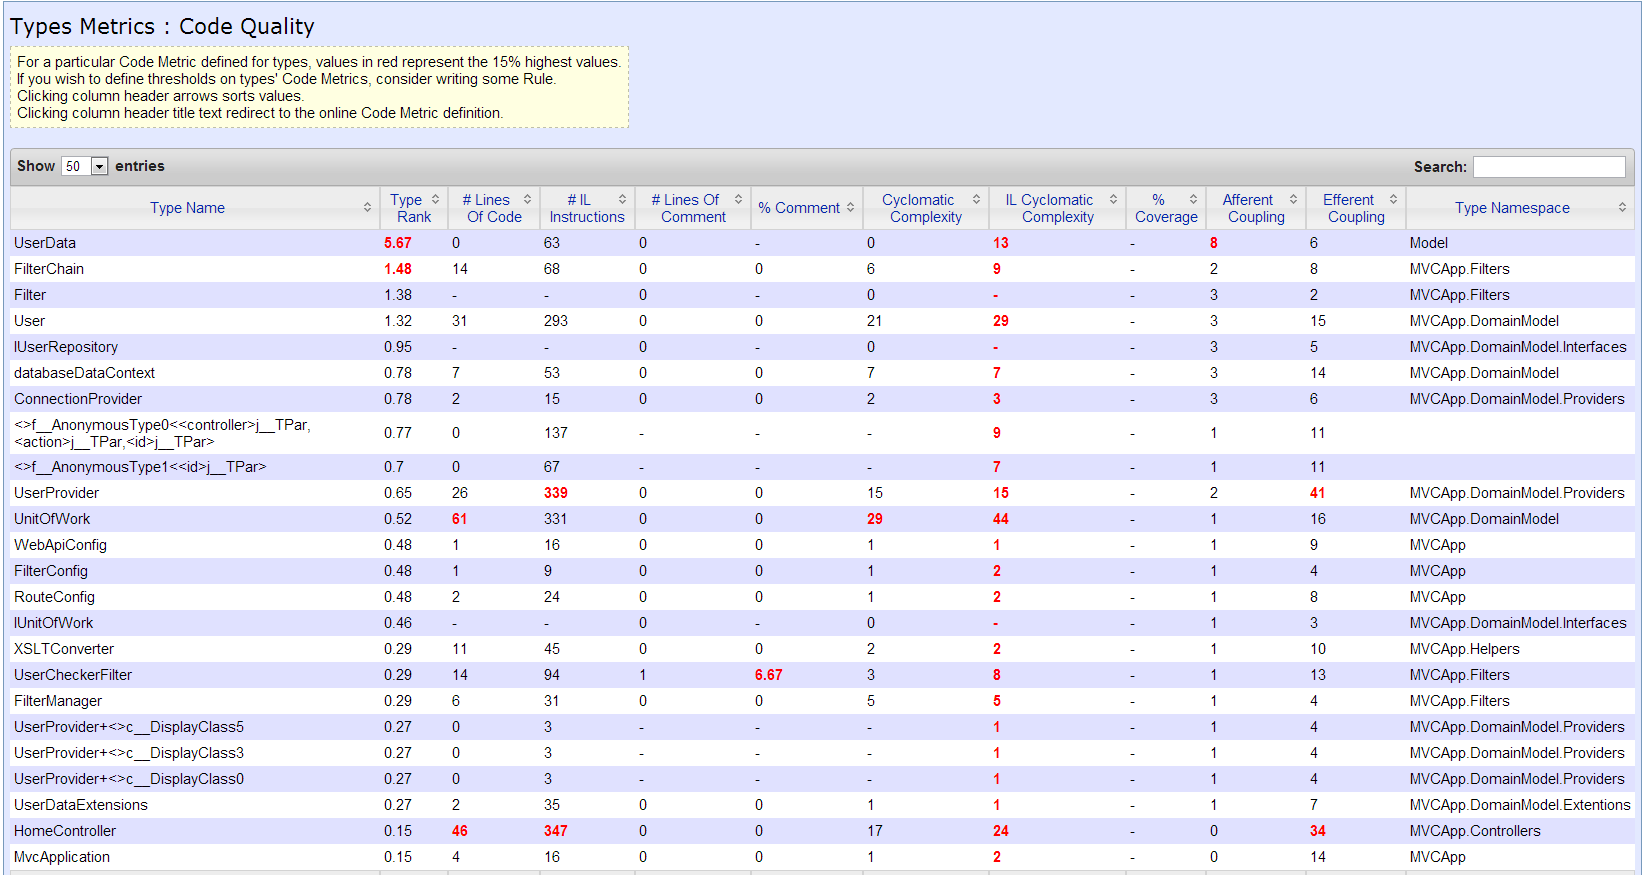 Types Metrics : Code Quality
For a particular Code Metric defined for types, values in red represent the 15% highest values.
If you wish to define thresholds on types' Code Metrics, consider writing some Rule.
Clicking column header arrows sorts values.
Clicking column header title text redirect to the online Code Metric definition.
Show 50 entries Search:
Type Name Type Rank # Lines Of Code # IL Instructions # Lines Of Comment % Comment Cyclomatic Complexity IL Cyclomatic Complexity % Coverage Afferent Coupling Efferent Coupling Type Namespace
UserData 5.67 0 63 0 - 0 13 - 8 6 Model
FilterChain 1.48 14 68 0 0 6 9 - 2 8 MVCApp.Filters
Filter 1.38 - - 0 - 0 - - 3 2 MVCApp.Filters
User 1.32 31 293 0 0 21 29 - 3 15 MVCApp.DomainModel
IUserRepository 0.95 - - 0 - 0 - - 3 5 MVCApp.DomainModel.Interfaces
databaseDataContext 0.78 7 53 0 0 7 7 - 3 14 MVCApp.DomainModel
ConnectionProvider 0.78 2 15 0 0 2 3 - 3 6 MVCApp.DomainModel.Providers
<>f__AnonymousType0<<controller>j__TPar,
<action>j__TPar,<id>j__TPar> 0.77 0 137 - - - 9 - 1 11
<>f__AnonymousType1<<id>j__TPar> 0.7 0 67 - - - 7 - 1 11
UserProvider 0.65 26 339 0 0 15 15 - 2 41 MVCApp.DomainModel.Providers
UnitOfWork 0.52 61 331 0 0 29 44 - 1 16 MVCApp.DomainModel
WebApiConfig 0.48 1 16 0 0 1 1 - 1 9 MVCApp
FilterConfig 0.48 1 9 0 0 1 2 - 1 4 MVCApp
RouteConfig 0.48 2 24 0 0 1 2 - 1 8 MVCApp
IUnitOfWork 0.46 - - 0 - 0 - - 1 3 MVCApp.DomainModel.Interfaces
XSLTConverter 0.29 11 45 0 0 2 2 - 1 10 MVCApp.Helpers
UserCheckerFilter 0.29 14 94 1 6.67 3 8 - 1 13 MVCApp.Filters
FilterManager 0.29 6 31 0 0 5 5 - 1 4 MVCApp.Filters
UserProvider+<>c__DisplayClass5 0.27 0 3 - - - 1 - 1 4 MVCApp.DomainModel.Providers
UserProvider+<>c__DisplayClass3 0.27 0 3 - - - 1 - 1 4 MVCApp.DomainModel.Providers
UserProvider+<>c__DisplayClass0 0.27 0 3 - - - 1 - 1 4 MVCApp.DomainModel.Providers
UserDataExtensions 0.27 2 35 0 0 1 1 - 1 7 MVCApp.DomainModel.Extentions
HomeController 0.15 46 347 0 0 17 24 - 0 34 MVCApp.Controllers
MvcApplication 0.15 4 16 0 0 1 2 - 0 14 MVCApp